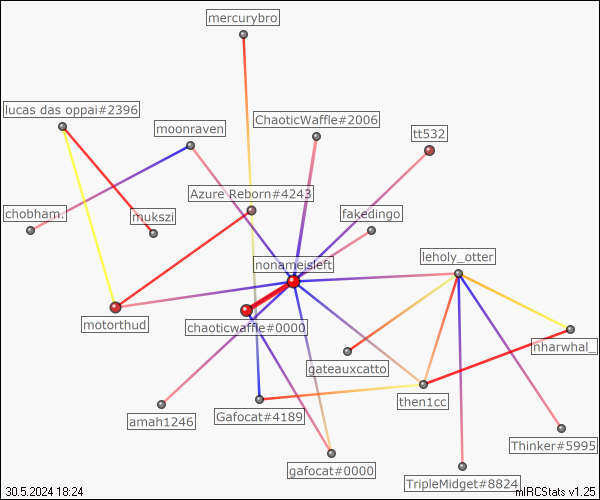 mercurybro
lucas das oppai#2396
ChaoticWaffle#2006
moonraven
tt532
Azure Reborn#4243
chobham.
mukszi
fakedingo
leholy_otter
nonameisleft
motorthud
chaoticwaffle#0000
nharwhal_
gateauxcatto
then1cc
amah1246
Gafocat#4189
Thinker#5995
gafocat#0000
TripleMidget#8824
30.5.2024 18:24
mIRCStats v1.25